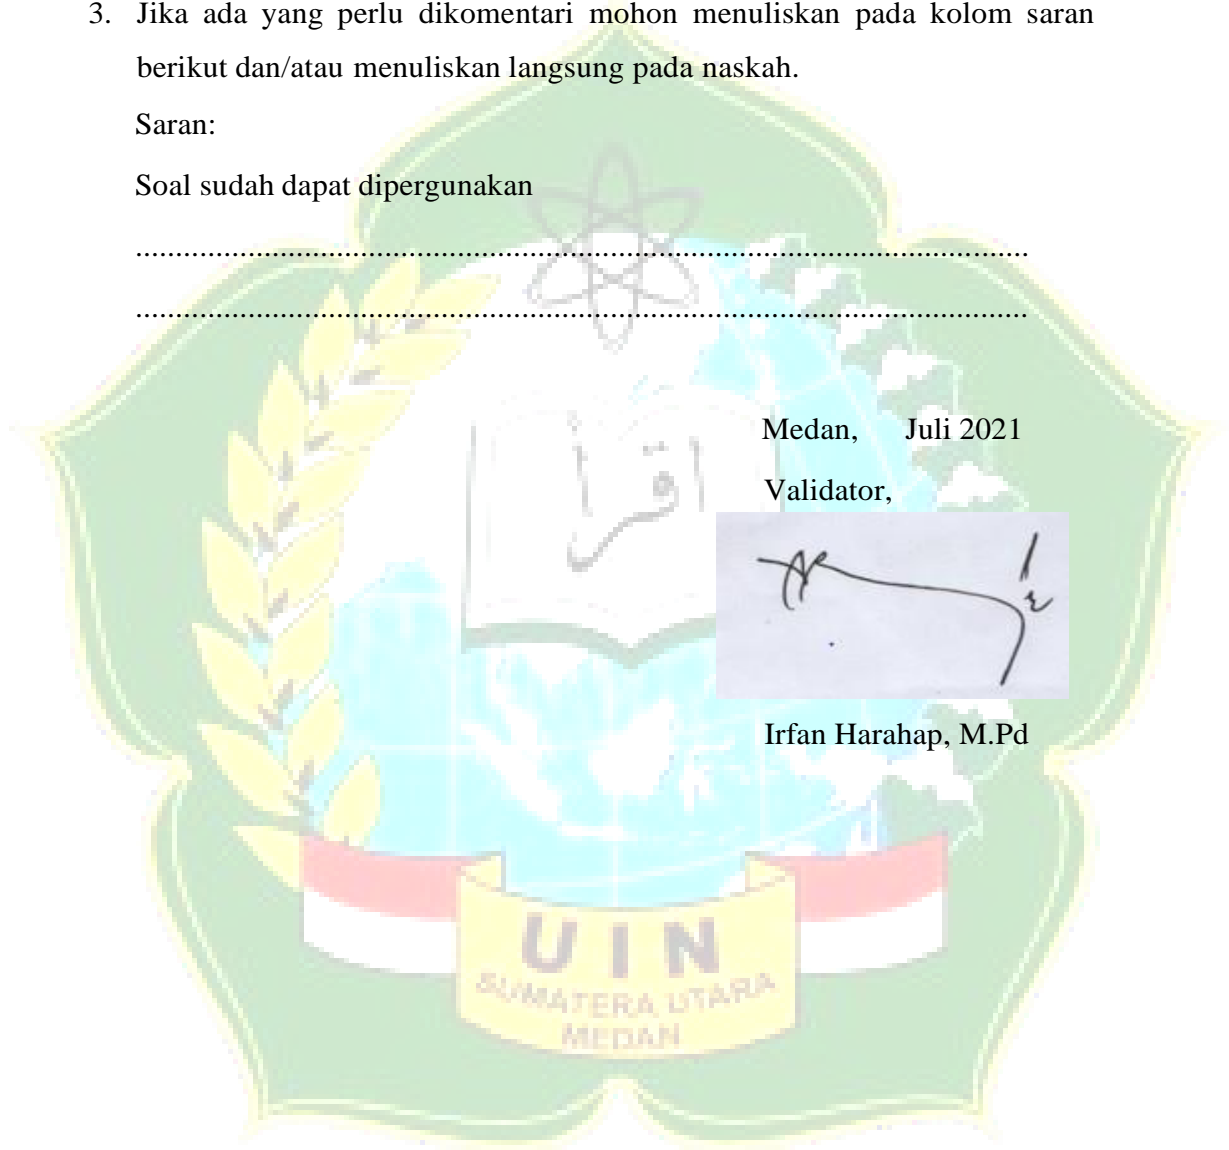 3. Jika ada yang perlu dikomentari mohon menuliskan pada kolom saran
berikut dan/atau menuliskan langsung pada naskah.
Saran:
Soal sudah dapat dipergunakan
................................................................................................................
................................................................................................................
Medan, Juli 2021
Validator,
Irfan Harahap, M.Pd
اقرأ
UIN
SUMATERA UTARA
MEDAN